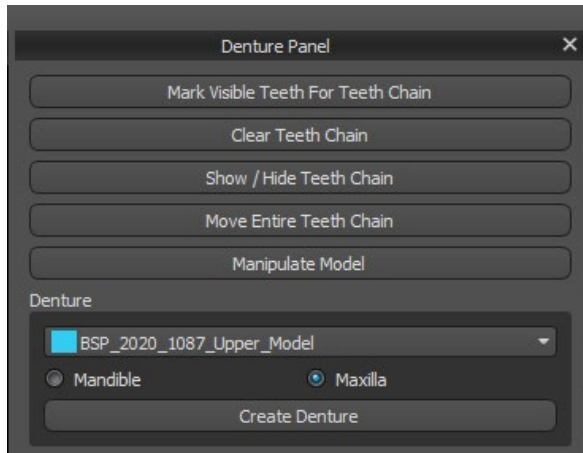 Denture Panel
Mark Visible Teeth For Teeth Chain
Clear Teeth Chain
Show / Hide Teeth Chain
Move Entire Teeth Chain
Manipulate Model
Denture
BSP_2020_1087_Upper_Model
Mandible Maxilla
Create Denture